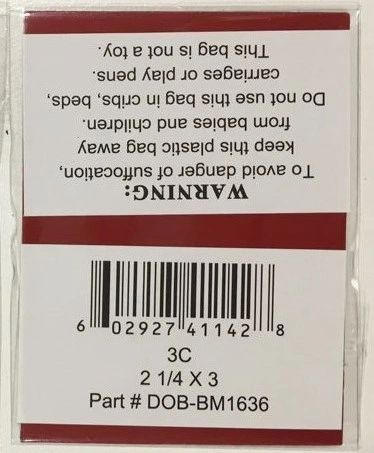 WARNING:
To avoid danger of suffocation,
keep this plastic bag away
from babies and children.
Do not use this bag in cribs, beds,
carriages or play pens.
This bag is not a toy.
6 02927 41142 8
3C
2 1/4 X 3
Part # DOB-BM1636